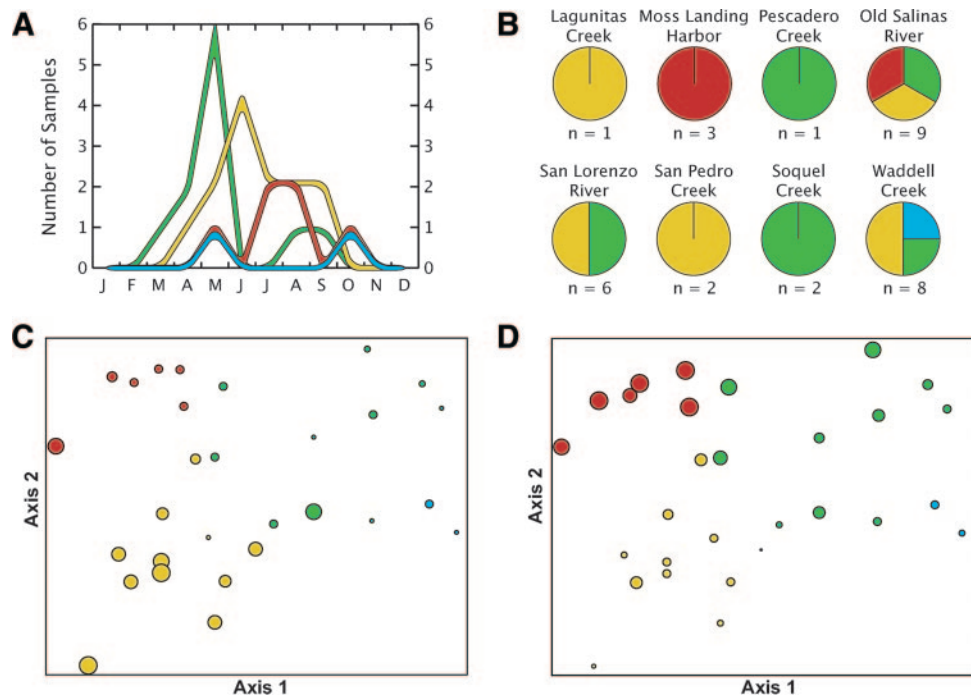 A
Number of Samples
6 6
5 5
4 4
3 3
2 2
1 1
0 0
J F M A M J J A S O N D
B
Lagunitas Creek
n = 1
Moss Landing Harbor
n = 3
Pescadero Creek
n = 1
Old Salinas River
n = 9
San Lorenzo River
n = 6
San Pedro Creek
n = 2
Soquel Creek
n = 2
Waddell Creek
n = 8
C
Axis 2
Axis 1
D
Axis 2
Axis 1